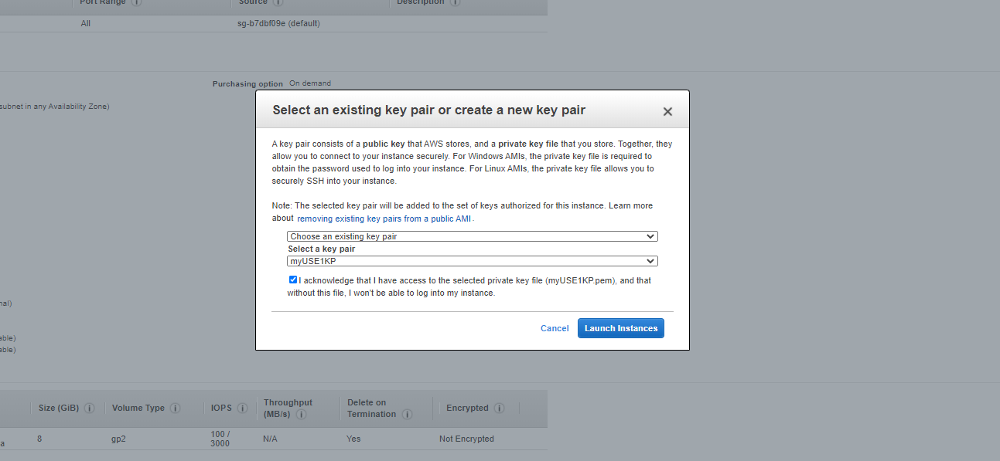 Port Range
Source
Description
All
sg-b7dbf09e (default)
Purchasing option On demand
subnet in any Availability Zone)
Select an existing key pair or create a new key pair
A key pair consists of a public key that AWS stores, and a private key file that you store. Together, they
allow you to connect to your instance securely. For Windows AMIs, the private key file is required to
obtain the password used to log into your instance. For Linux AMIs, the private key file allows you to
securely SSH into your instance.
Note: The selected key pair will be added to the set of keys authorized for this instance. Learn more
about removing existing key pairs from a public AMI.
Choose an existing key pair
Select a key pair
myUSE1KP
I acknowledge that I have access to the selected private key file (myUSE1KP.pem), and that
without this file, I won't be able to log into my instance.
Cancel
Launch Instances
nal)
able)
able)
Size (GiB)
Volume Type
IOPS
Throughput
(MB/s)
Delete on
Termination
Encrypted
a
8
gp2
100 /
3000
N/A
Yes
Not Encrypted